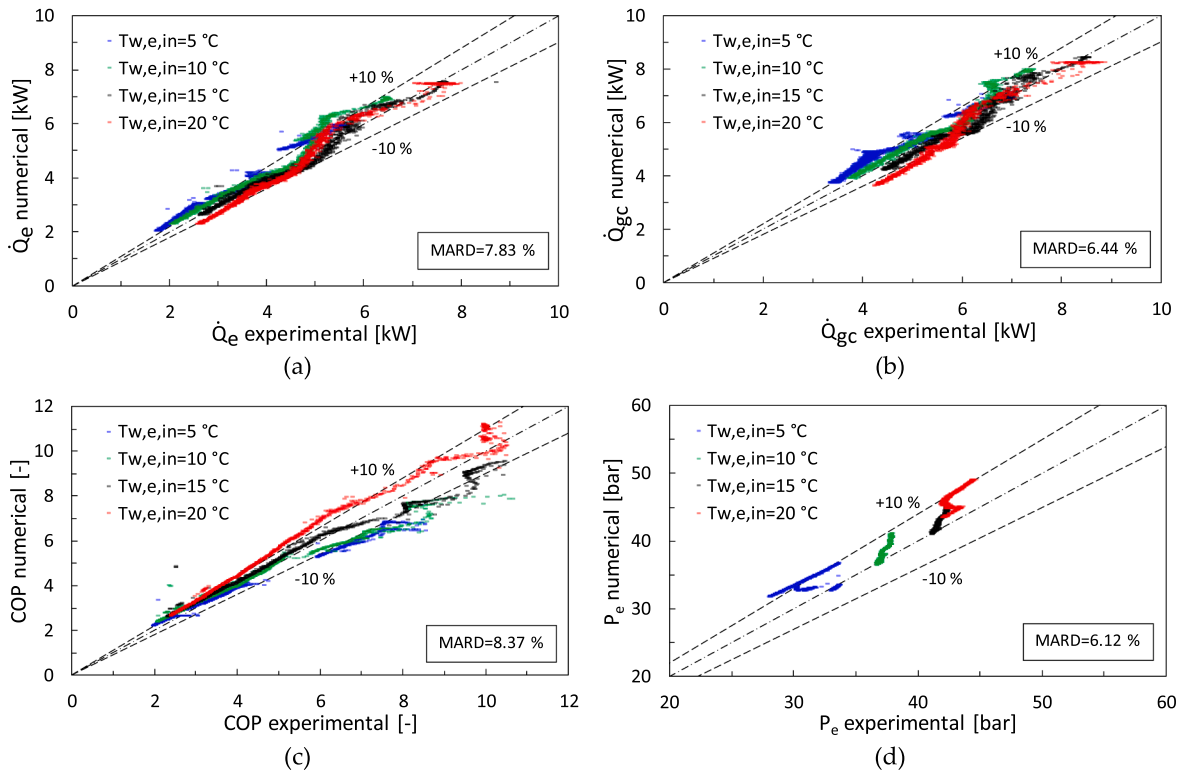 10
8
6
4
2
0
Q̇e numerical [kW]
Tw,e,in=5 °C
Tw,e,in=10 °C
Tw,e,in=15 °C
Tw,e,in=20 °C
+10 %
-10 %
MARD=7.83 %
0 2 4 6 8 10
Q̇e experimental [kW]
(a)
10
8
6
4
2
0
Q̇gc numerical [kW]
Tw,e,in=5 °C
Tw,e,in=10 °C
Tw,e,in=15 °C
Tw,e,in=20 °C
+10 %
-10 %
MARD=6.44 %
0 2 4 6 8 10
Q̇gc experimental [kW]
(b)
12
10
8
6
4
2
0
COP numerical [-]
Tw,e,in=5 °C
Tw,e,in=10 °C
Tw,e,in=15 °C
Tw,e,in=20 °C
+10 %
-10 %
MARD=8.37 %
0 2 4 6 8 10 12
COP experimental [-]
(c)
60
50
40
30
20
Pe numerical [bar]
Tw,e,in=5 °C
Tw,e,in=10 °C
Tw,e,in=15 °C
Tw,e,in=20 °C
+10 %
-10 %
MARD=6.12 %
20 30 40 50 60
Pe experimental [bar]
(d)